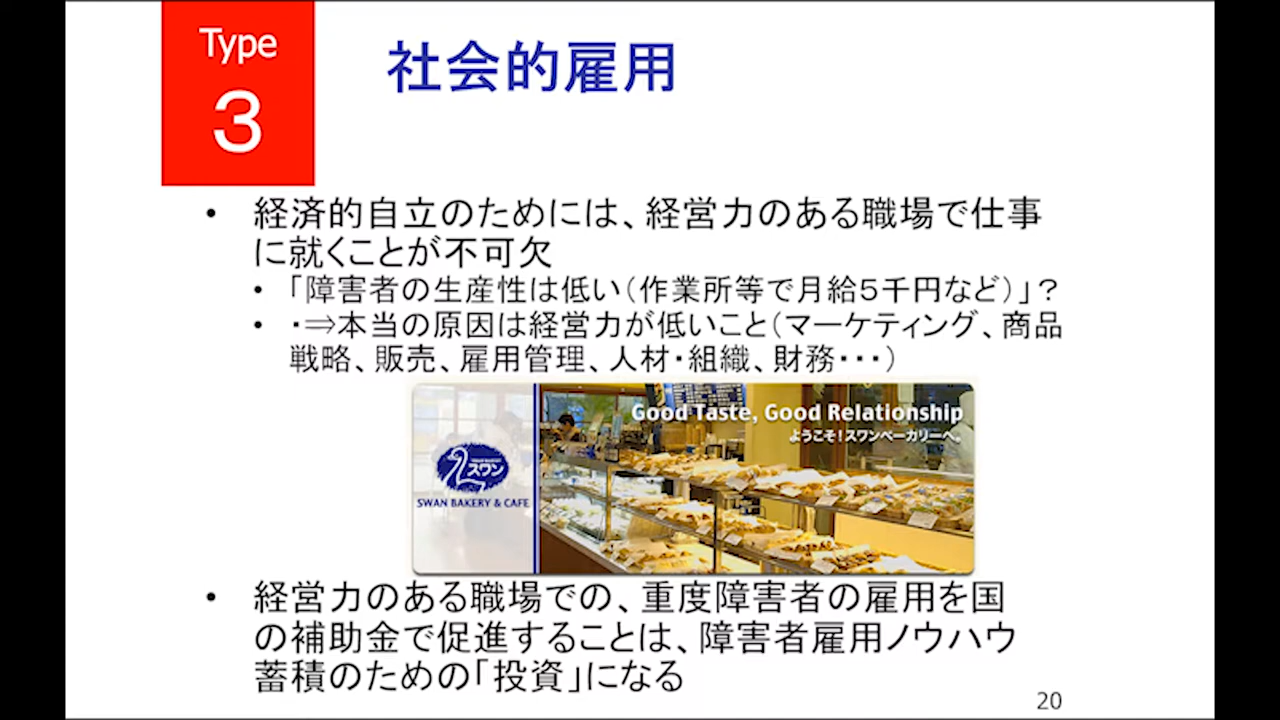 Type
3
社会的雇用
• 経済的自立のためには、経営力のある職場で仕事
に就くことが不可欠
• 「障害者の生産性は低い（作業所等で月給５千円など）」？
• ・⇒本当の原因は経営力が低いこと（マーケティング、商品
戦略、販売、雇用管理、人材・組織、財務・・・）
Good Taste, Good Relationship
ようこそ！スワンベーカリーへ。
スワン
SWAN BAKERY & CAFE
• 経営力のある職場での、重度障害者の雇用を国
の補助金で促進することは、障害者雇用ノウハウ
蓄積のための「投資」になる
20